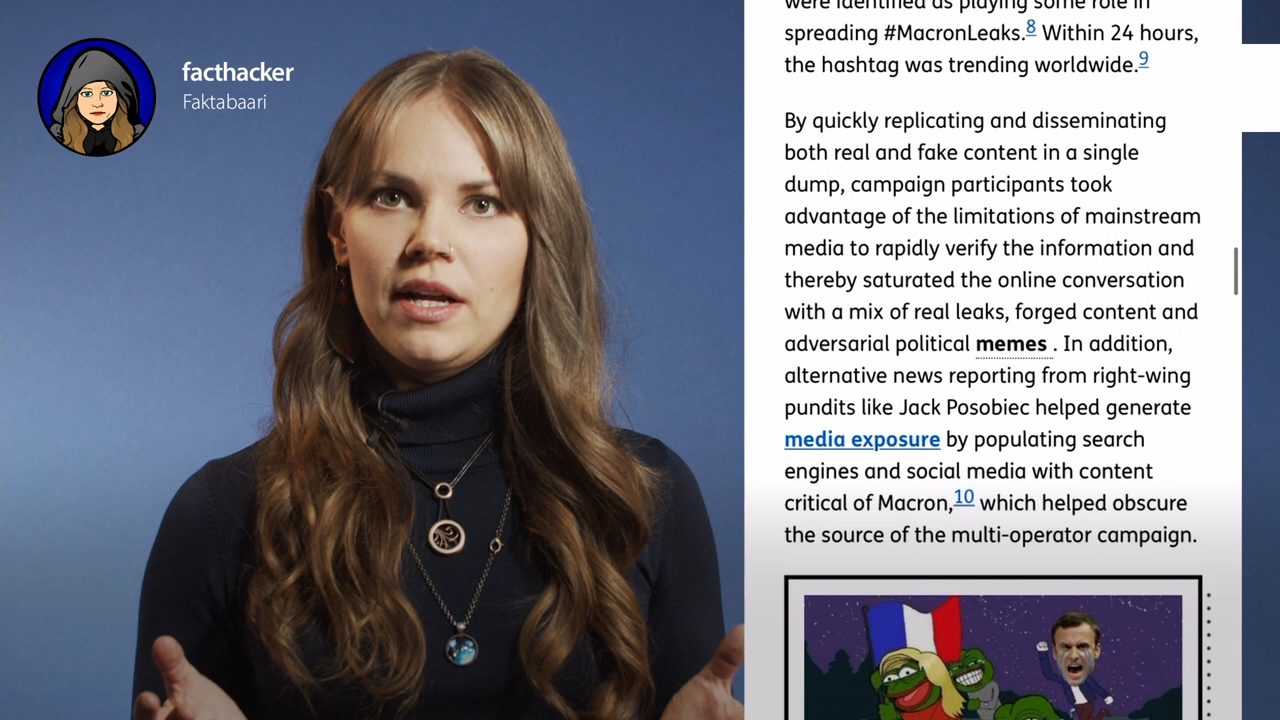 facthacker
Faktabaari
were identified as playing some role in
spreading #MacronLeaks.8 Within 24 hours,
the hashtag was trending worldwide.9
By quickly replicating and disseminating
both real and fake content in a single
dump, campaign participants took
advantage of the limitations of mainstream
media to rapidly verify the information and
thereby saturated the online conversation
with a mix of real leaks, forged content and
adversarial political memes . In addition,
alternative news reporting from right-wing
pundits like Jack Posobiec helped generate
media exposure by populating search
engines and social media with content
critical of Macron,10 which helped obscure
the source of the multi-operator campaign.